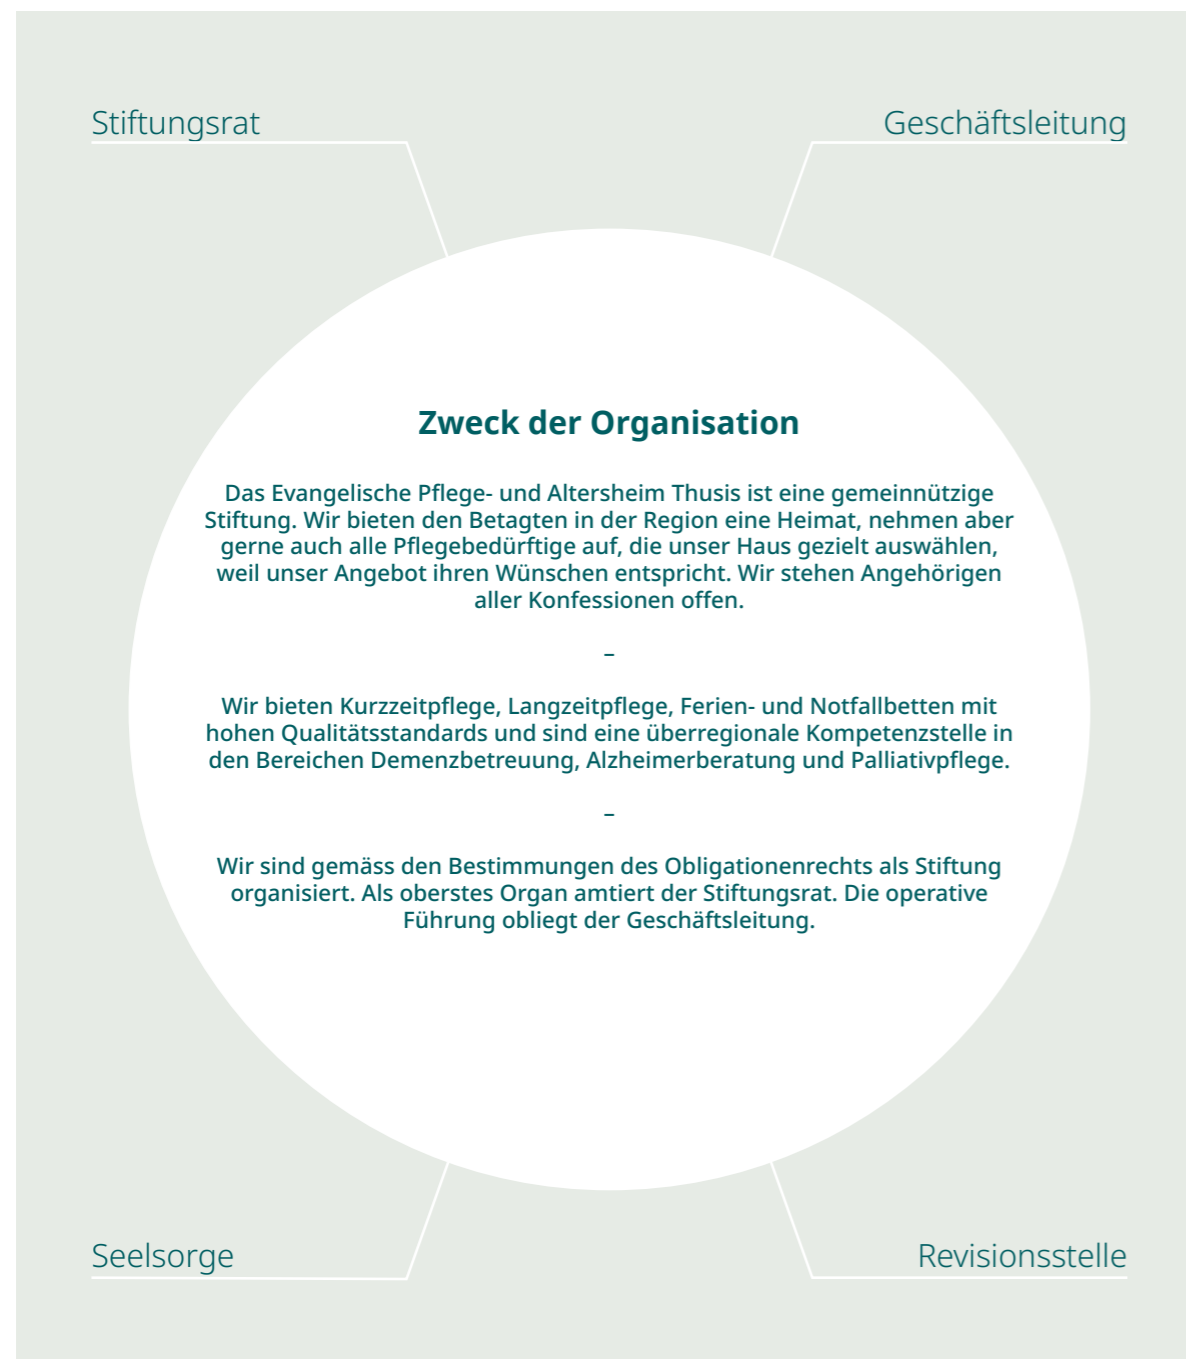 Stiftungsrat
Geschäftsleitung
Zweck der Organisation
Das Evangelische Pflege- und Altersheim Thusis ist eine gemeinnützige
Stiftung. Wir bieten den Betagten in der Region eine Heimat, nehmen aber
gerne auch alle Pflegebedürftige auf, die unser Haus gezielt auswählen,
weil unser Angebot ihren Wünschen entspricht. Wir stehen Angehörigen
aller Konfessionen offen.
–
Wir bieten Kurzzeitpflege, Langzeitpflege, Ferien- und Notfallbetten mit
hohen Qualitätsstandards und sind eine überregionale Kompetenzstelle in
den Bereichen Demenzbetreuung, Alzheimerberatung und Palliativpflege.
–
Wir sind gemäss den Bestimmungen des Obligationenrechts als Stiftung
organisiert. Als oberstes Organ amtiert der Stiftungsrat. Die operative
Führung obliegt der Geschäftsleitung.
Seelsorge
Revisionsstelle